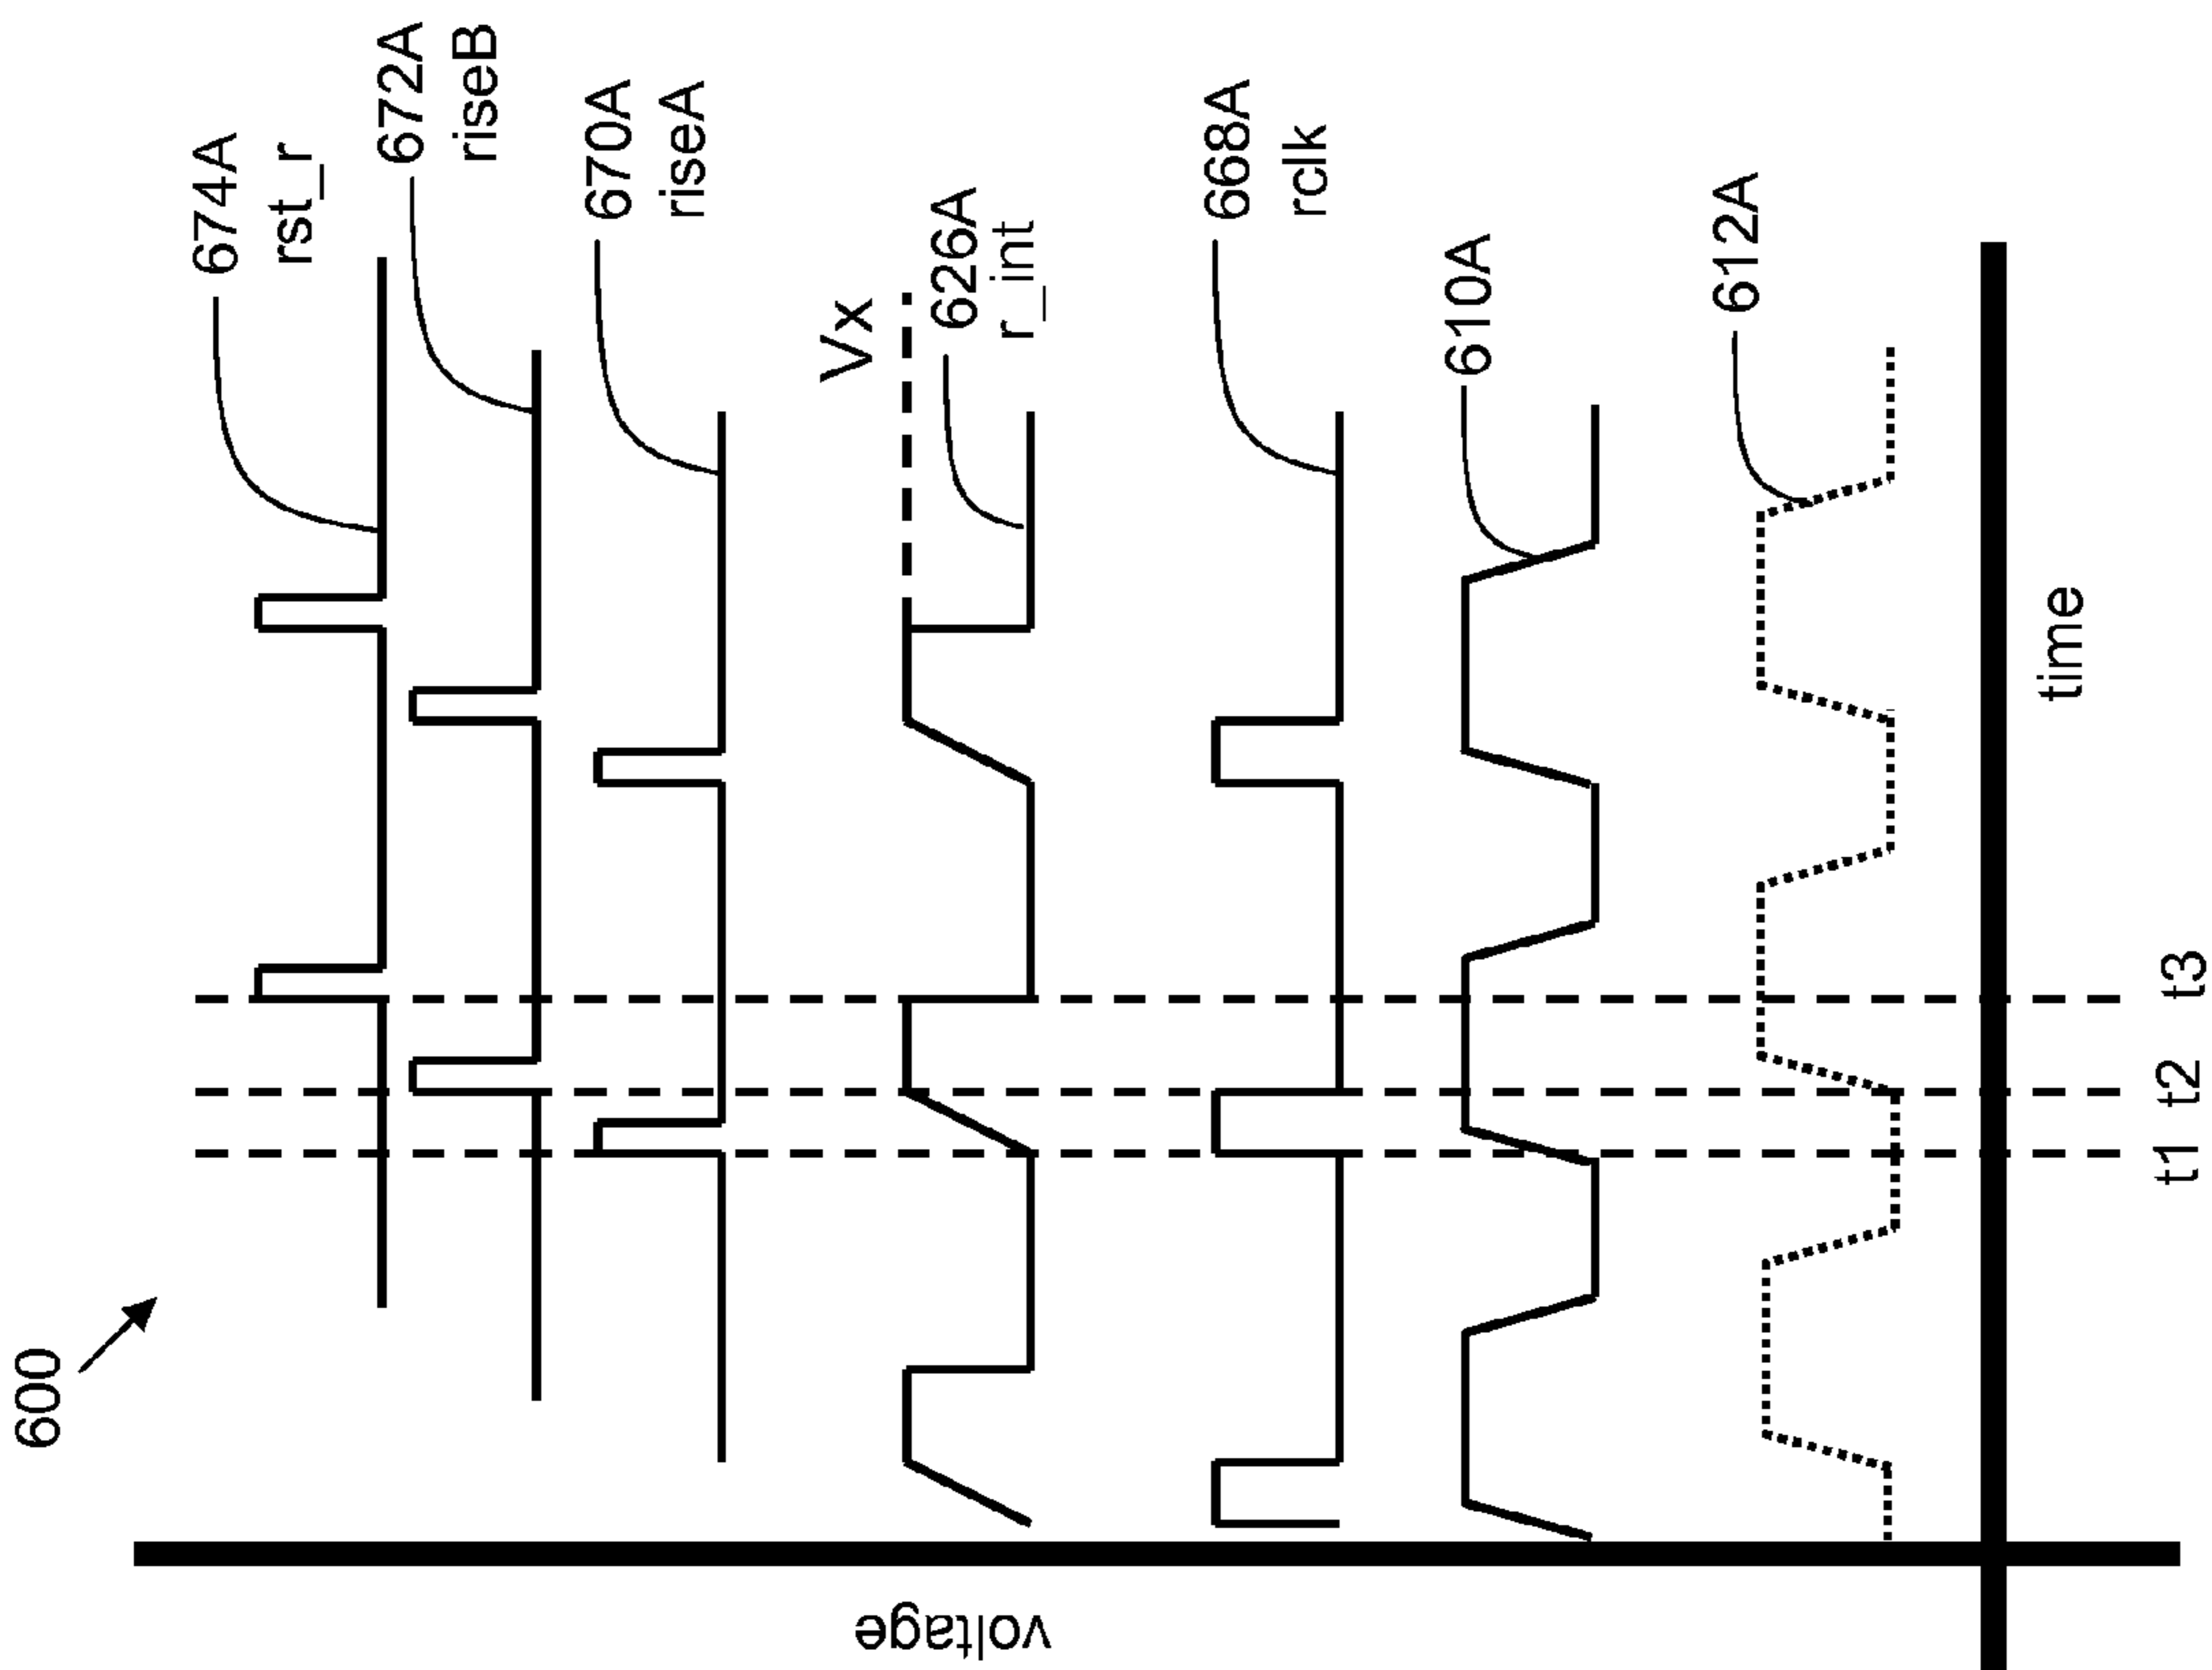 600
674A
rst_r
672A
riseB
670A
riseA
Vx
626A
r_int
668A
rclk
610A
612A
voltage
time
t1 t2 t3